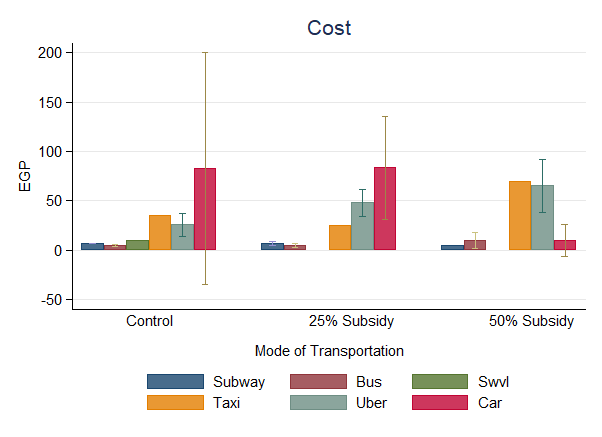 Cost
200
150
100
50
0
-50
EGP
Control 25% Subsidy 50% Subsidy
Mode of Transportation
Subway Bus Swvl
Taxi Uber Car